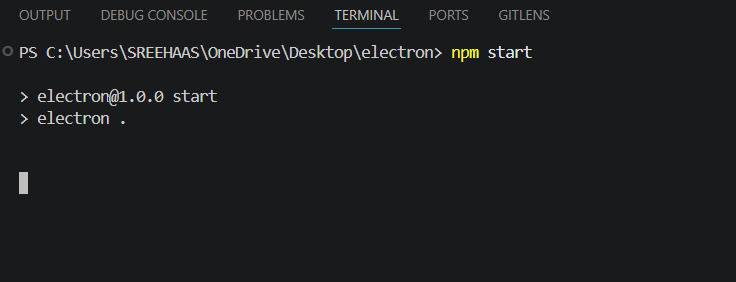 OUTPUT DEBUG CONSOLE PROBLEMS TERMINAL PORTS GITLENS
PS C:\Users\SREEHAAS\OneDrive\Desktop\electron> npm start
> electron@1.0.0 start
> electron .